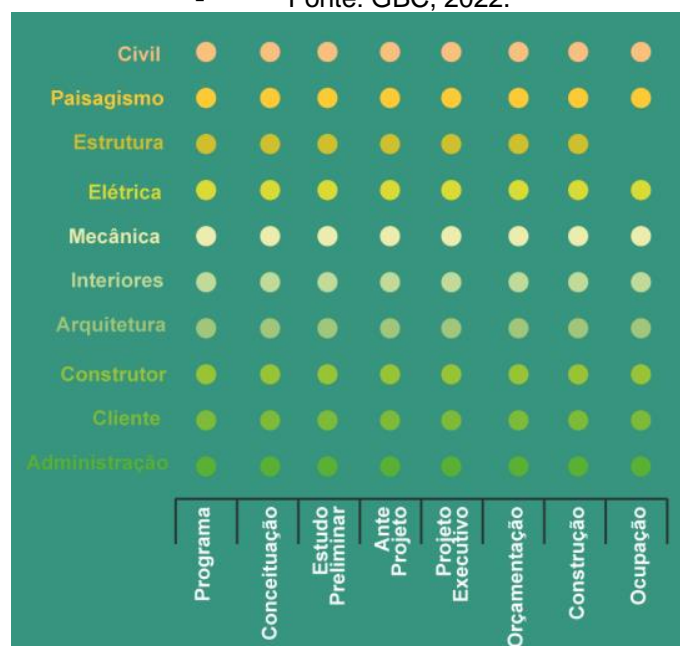 - Fonte: GBC, 2022.
Civil
Paisagismo
Estrutura
Elétrica
Mecânica
Interiores
Arquitetura
Construtor
Cliente
Administração
Programa
Conceituação
Estudo
Preliminar
Ante
Projeto
Projeto
Executivo
Orçamentação
Construção
Ocupação